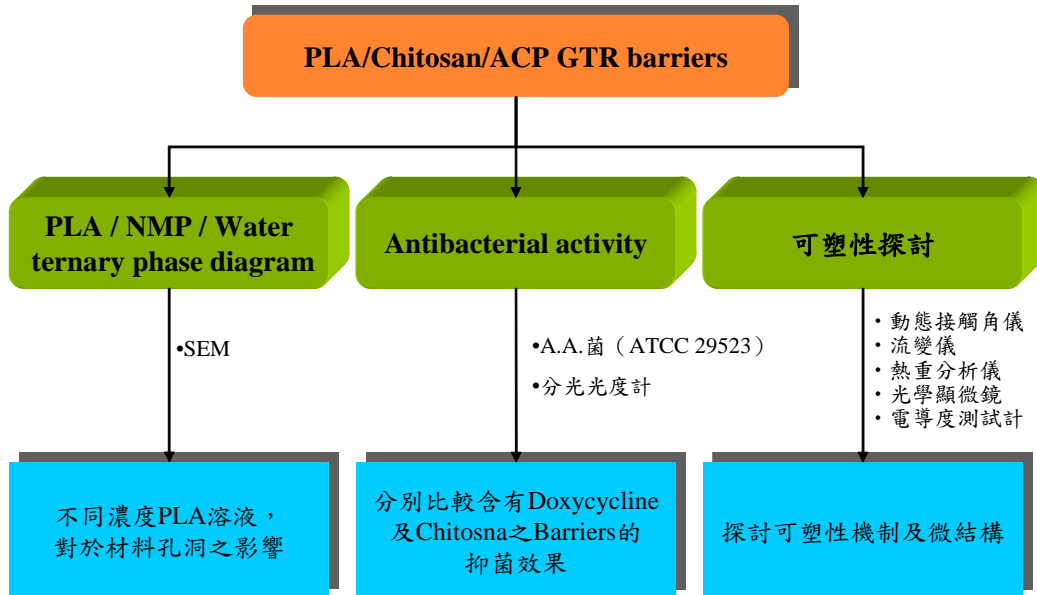 PLA/Chitosan/ACP GTR barriers
PLA / NMP / Water
ternary phase diagram
Antibacterial activity
可塑性探討
•SEM
•A.A.菌（ATCC 29523）
•分光光度計
・動態接觸角儀
・流變儀
・熱重分析儀
・光學顯微鏡
・電導度測試計
不同濃度PLA溶液，
對於材料孔洞之影響
分別比較含有Doxycycline
及Chitosna之Barriers的
抑菌效果
探討可塑性機制及微結構